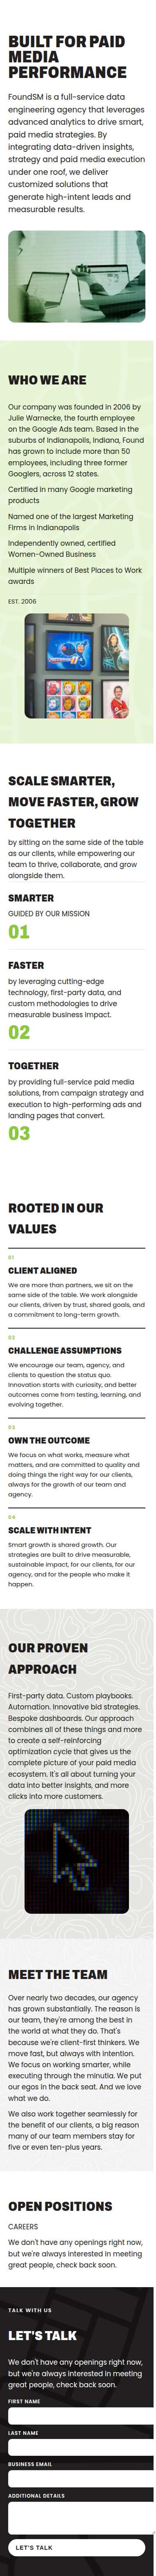 BUILT FOR PAID
MEDIA
PERFORMANCE
FoundSM is a full-service data
engineering agency that leverages
advanced analytics to drive smart,
paid media strategies. By
integrating data-driven insights,
strategy and paid media execution
under one roof, we deliver
customized solutions that
generate high-intent leads and
measurable results.
WHO WE ARE
Our company was founded in 2006 by
Julie Warnecke, the fourth employee
on the Google Ads team. Based in the
suburbs of Indianapolis, Indiana, Found
has grown to include more than 50
employees, including three former
Googlers, across 12 states.
Certified in many Google marketing
products
Named one of the largest Marketing
Firms in Indianapolis
Independently owned, certified
Women-Owned Business
Multiple winners of Best Places to Work
awards
EST. 2006
SCALE SMARTER,
MOVE FASTER, GROW
TOGETHER
by sitting on the same side of the table
as our clients, while empowering our
team to thrive, collaborate, and grow
alongside them.
SMARTER
GUIDED BY OUR MISSION
01
FASTER
by leveraging cutting-edge
technology, first-party data, and
custom methodologies to drive
measurable business impact.
02
TOGETHER
by providing full-service paid media
solutions, from campaign strategy and
execution to high-performing ads and
landing pages that convert.
03
ROOTED IN OUR
VALUES
01
CLIENT ALIGNED
We are more than partners, we sit on the
same side of the table. We work alongside
our clients, driven by trust, shared goals, and
a commitment to long-term growth.
02
CHALLENGE ASSUMPTIONS
We encourage our team, agency, and
clients to question the status quo.
Innovation starts with curiosity, and better
outcomes come from testing, learning, and
evolving together.
03
OWN THE OUTCOME
We focus on what works, measure what
matters, and are committed to quality and
doing things the right way for our clients,
always for the growth of our team and
agency.
04
SCALE WITH INTENT
Smart growth is shared growth. Our
strategies are built to drive measurable,
sustainable impact, for our clients, for our
agency, and for the people who make it
happen.
OUR PROVEN
APPROACH
First-party data. Custom playbooks.
Automation. Innovative bid strategies.
Bespoke dashboards. Our approach
combines all of these things and more
to create a self-reinforcing
optimization cycle that gives us the
complete picture of your paid media
ecosystem. It's all about turning your
data into better insights, and more
clicks into more customers.
MEET THE TEAM
Over nearly two decades, our agency
has grown substantially. The reason is
our team, they're among the best in
the world at what they do. That's
because we're client-first thinkers. We
move fast, but always with intention.
We focus on working smarter, while
executing through the minutia. We put
our egos in the back seat. And we love
what we do.
We also work together seamlessly for
the benefit of our clients, a big reason
many of our team members stay for
five or even ten-plus years.
OPEN POSITIONS
CAREERS
We don't have any openings right now,
but we're always interested in meeting
great people, check back soon.
TALK WITH US
LET'S TALK
We don't have any openings right now,
but we're always interested in meeting
great people, check back soon.
FIRST NAME
LAST NAME
BUSINESS EMAIL
ADDITIONAL DETAILS
LET'S TALK